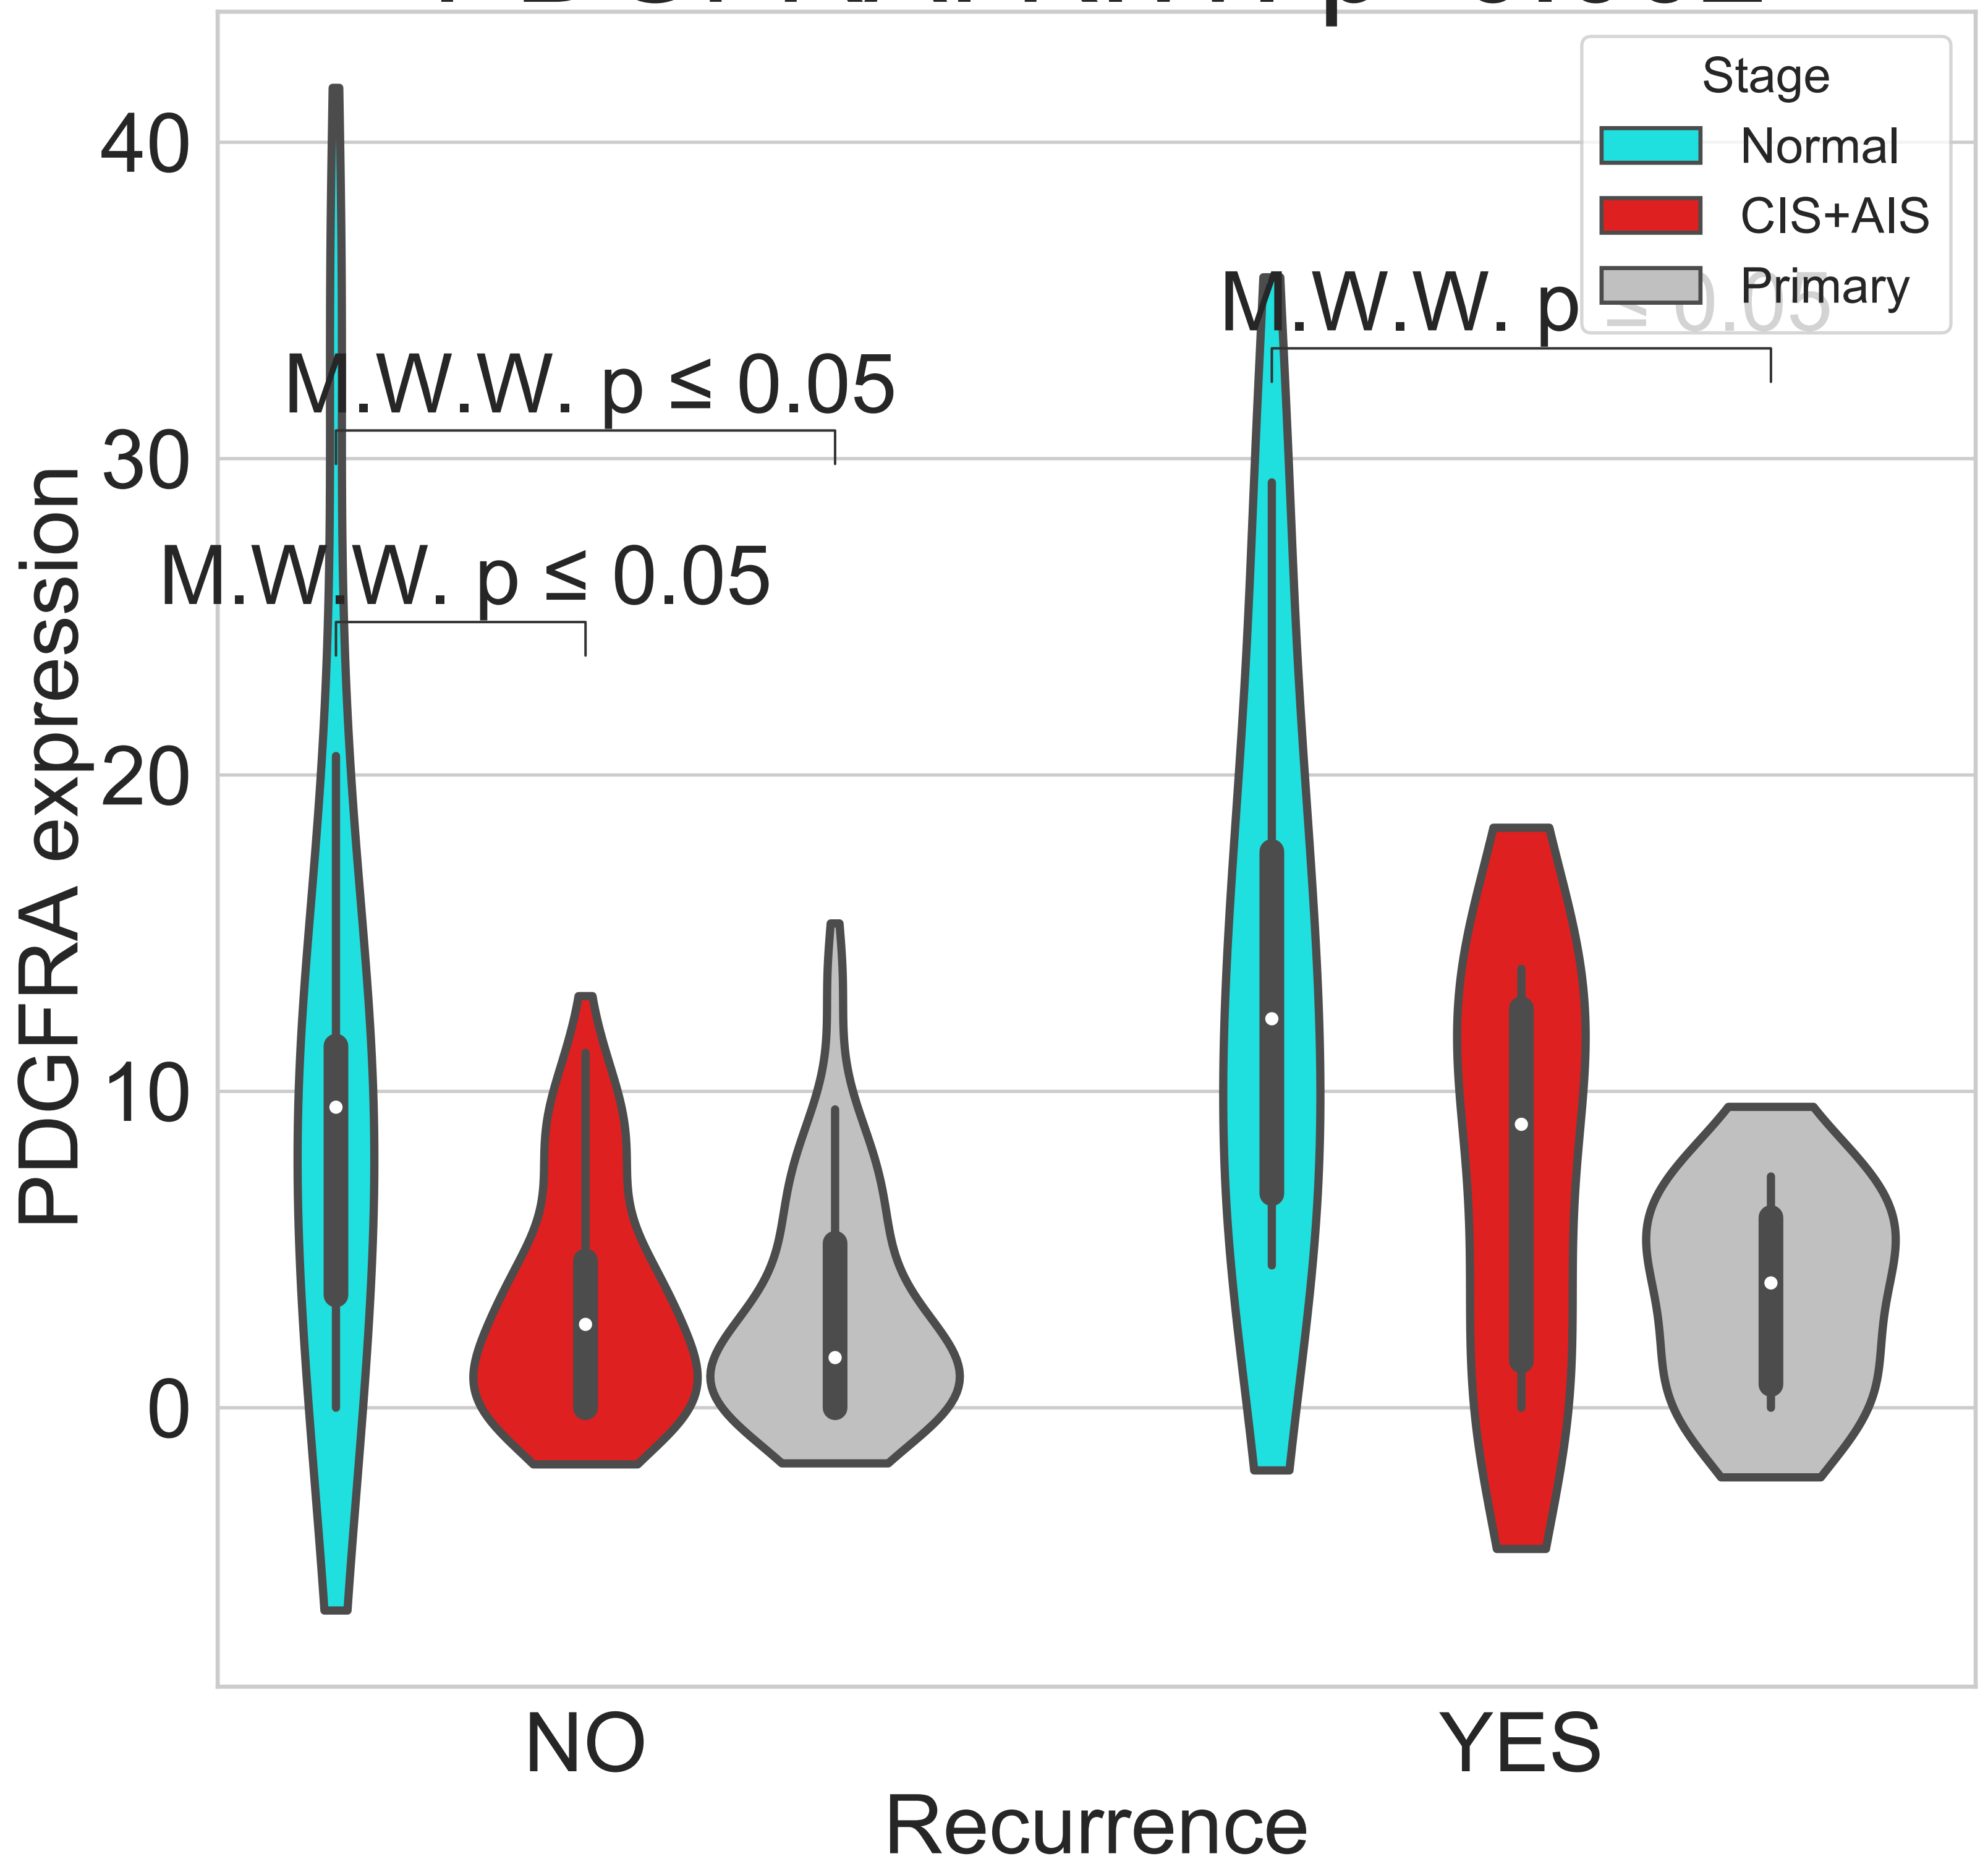 Stage
Normal
CIS+AIS
Primary
M.W.W. p ≤ 0.05
M.W.W. p ≤ 0.05
M.W.W. p ≤ 0.05
PDGFRA expression
40
30
20
10
0
NO
YES
Recurrence